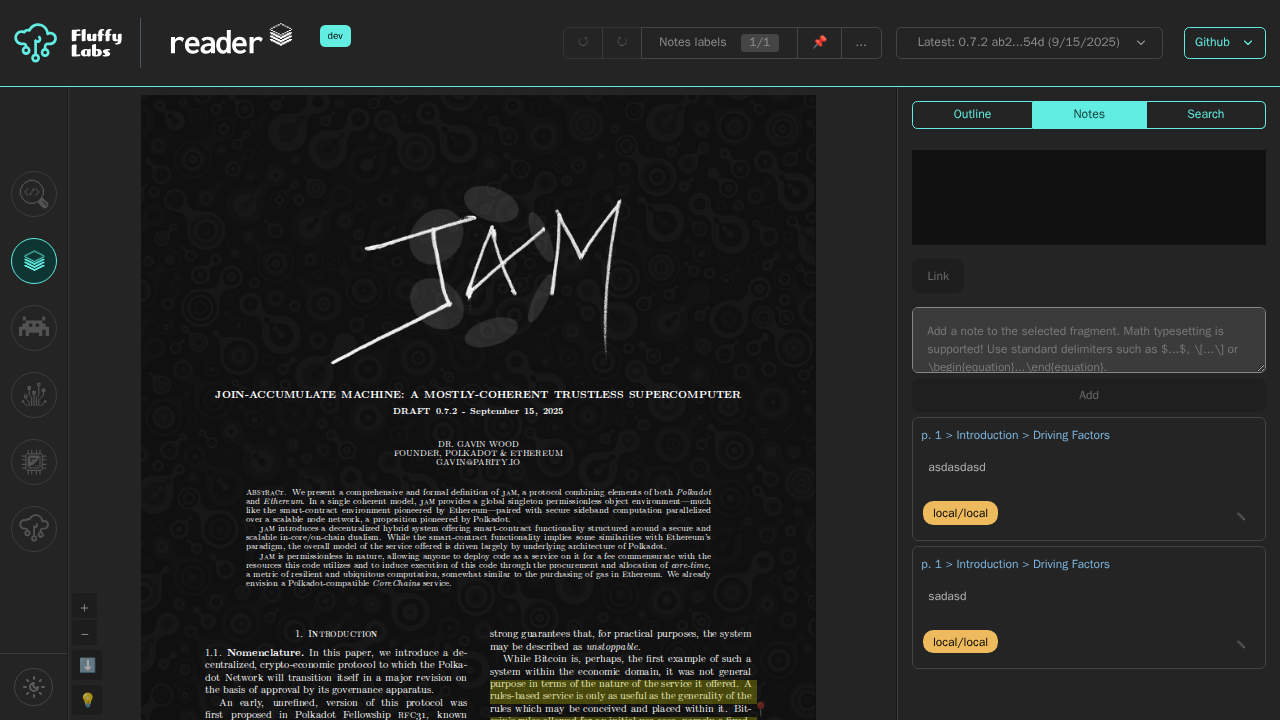 Fluffy Labs
reader
dev
Notes labels 1/1 📌 ...
Latest: 0.7.2 ab2...54d (9/15/2025)
Github
Outline Notes Search
JAM
JOIN-ACCUMULATE MACHINE: A MOSTLY-COHERENT TRUSTLESS SUPERCOMPUTER
DRAFT 0.7.2 - September 15, 2025
DR. GAVIN WOOD
FOUNDER, POLKADOT & ETHEREUM
GAVIN@PARITY.IO
Abstract. We present a comprehensive and formal definition of Jam, a protocol combining elements of both Polkadot
and Ethereum. In a single coherent model, Jam provides a global singleton permissionless object environment—much
like the smart-contract environment pioneered by Ethereum—paired with secure sideband computation parallelized
over a scalable node network, a proposition pioneered by Polkadot.
Jam introduces a decentralized hybrid system offering smart-contract functionality structured around a secure and
scalable in-core/on-chain dualism. While the smart-contract functionality implies some similarities with Ethereum's
paradigm, the overall model of the service offered is driven largely by underlying architecture of Polkadot.
Jam is permissionless in nature, allowing anyone to deploy code as a service on it for a fee commensurate with the
resources this code utilizes and to induce execution of this code through the procurement and allocation of core-time,
a metric of resilient and ubiquitous computation, somewhat similar to the purchasing of gas in Ethereum. We already
envision a Polkadot-compatible CoreChains service.
1. Introduction
1.1. Nomenclature. In this paper, we introduce a de-
centralized, crypto-economic protocol to which the Polka-
dot Network will transition itself in a major revision on
the basis of approval by its governance apparatus.
An early, unrefined, version of this protocol was
first proposed in Polkadot Fellowship RFC31, known
strong guarantees that, for practical purposes, the system
may be described as unstoppable.
While Bitcoin is, perhaps, the first example of such a
system within the economic domain, it was not general
purpose in terms of the nature of the service it offered. A
rules-based service is only as useful as the generality of the
rules which may be conceived and placed within it. Bit-
Link
Add a note to the selected fragment. Math typesetting is
supported! Use standard delimiters such as $...$, \[...\] or
\begin{equation}...\end{equation}.
Add
p. 1 > Introduction > Driving Factors
asdasdasd
local/local
p. 1 > Introduction > Driving Factors
sadasd
local/local
+
−